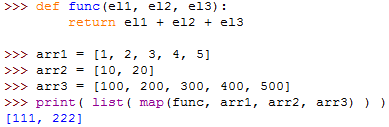 >>> def func(el1, el2, el3):
        return el1 + el2 + el3

>>> arr1 = [1, 2, 3, 4, 5]
>>> arr2 = [10, 20]
>>> arr3 = [100, 200, 300, 400, 500]
>>> print( list( map(func, arr1, arr2, arr3) ) )
[111, 222]